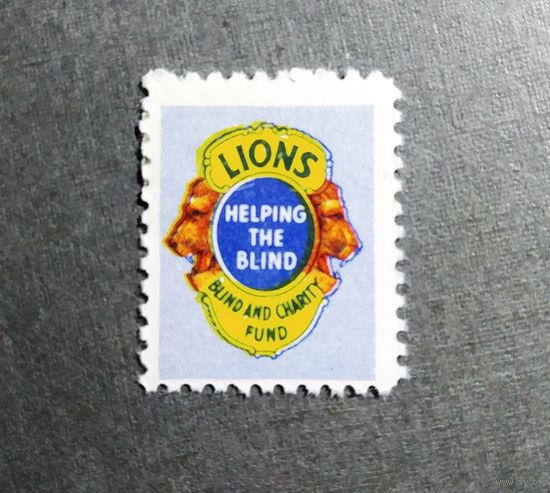 LIONS
HELPING
THE
BLIND
BLIND AND CHARITY
FUND